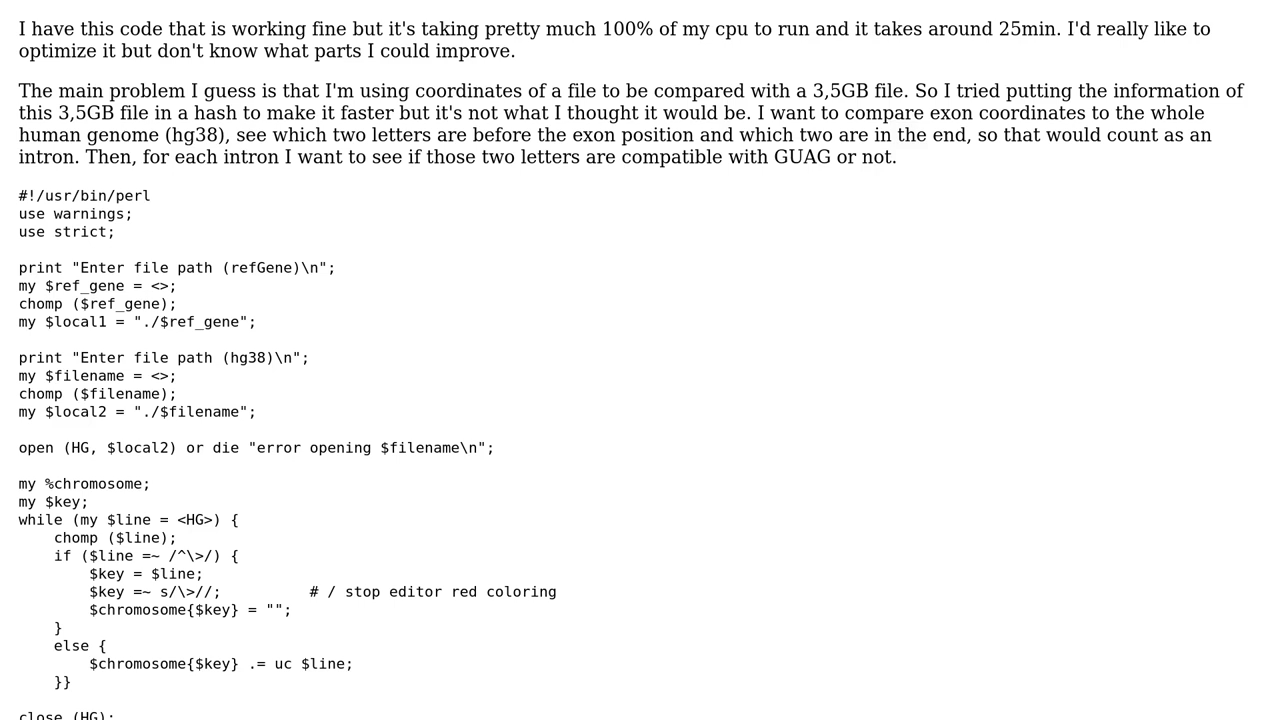 I have this code that is working fine but it's taking pretty much 100% of my cpu to run and it takes around 25min. I'd really like to
optimize it but don't know what parts I could improve.
The main problem I guess is that I'm using coordinates of a file to be compared with a 3,5GB file. So I tried putting the information of
this 3,5GB file in a hash to make it faster but it's not what I thought it would be. I want to compare exon coordinates to the whole
human genome (hg38), see which two letters are before the exon position and which two are in the end, so that would count as an
intron. Then, for each intron I want to see if those two letters are compatible with GUAG or not.
#!/usr/bin/perl
use warnings;
use strict;
print "Enter file path (refGene)\n";
my $ref_gene = <>;
chomp ($ref_gene);
my $local1 = "./$ref_gene";
print "Enter file path (hg38)\n";
my $filename = <>;
chomp ($filename);
my $local2 = "./$filename";
open (HG, $local2) or die "error opening $filename\n";
my %chromosome;
my $key;
while (my $line = <HG>) {
    chomp ($line);
    if ($line =~ /^\>/) {
        $key = $line;
        $key =~ s/\>//;          # / stop editor red coloring
        $chromosome{$key} = "";
    }
    else {
        $chromosome{$key} .= uc $line;
    }}
close (HG);